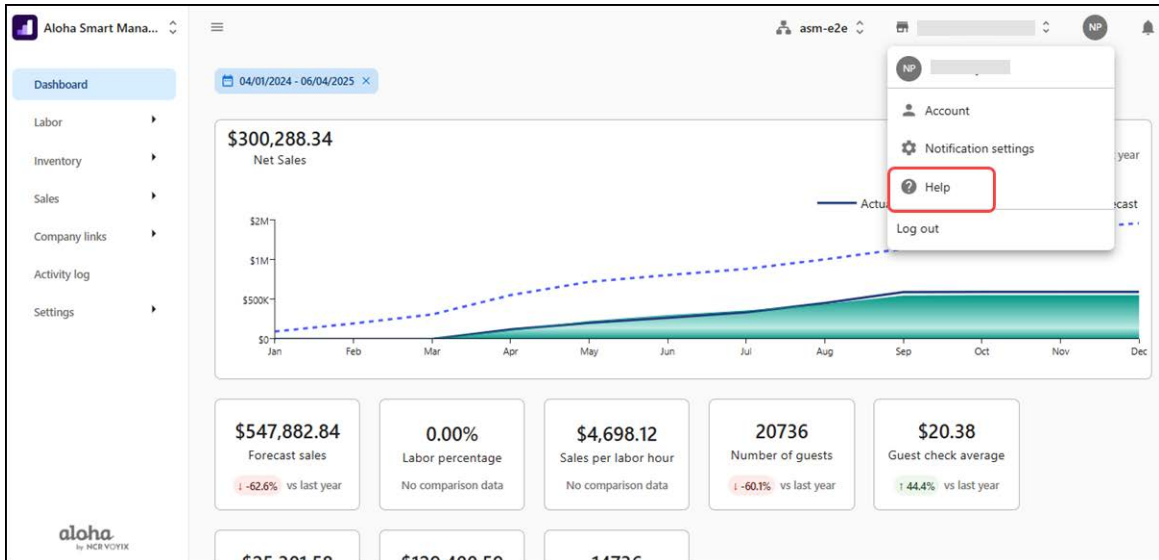 Aloha Smart Mana...
asm-e2e
NP
Dashboard
Labor
Inventory
Sales
Company links
Activity log
Settings
aloha
by NCR VOYIX
04/01/2024 - 06/04/2025 ×
NP
Account
Notification settings
Help
Log out
$300,288.34
Net Sales
year
$2M
$1M
$500K
$0
Jan Feb Mar Apr May Jun Jul Aug Sep Oct Nov Dec
$547,882.84
Forecast sales
↓ -62.6% vs last year
0.00%
Labor percentage
No comparison data
$4,698.12
Sales per labor hour
No comparison data
20736
Number of guests
↓ -60.1% vs last year
$20.38
Guest check average
↑ 44.4% vs last year